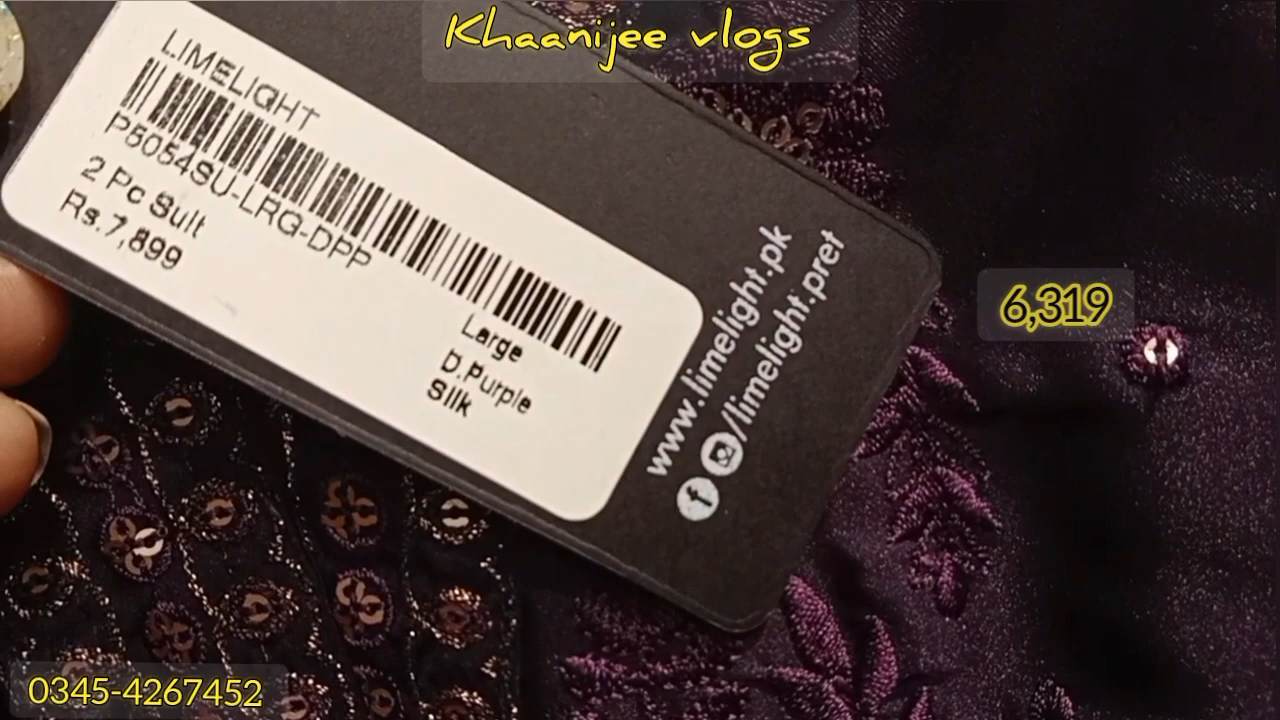 Khaanijee vlogs
LIMELIGHT
P5054SU-LRG-DPP
2 Pc Suit
Rs.7,899
Large
D.Purple
Silk
www.limelight.pk
/limelight.pret
6,319
0345-4267452